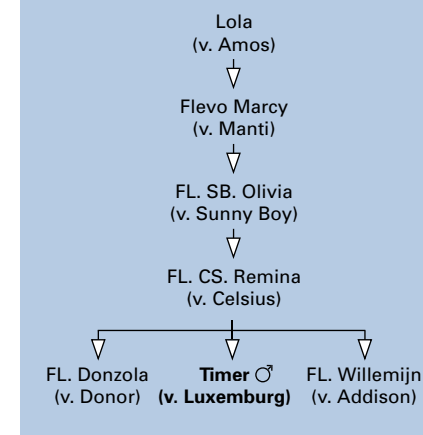 Lola
(v. Amos)
Flevo Marcy
(v. Manti)
FL. SB. Olivia
(v. Sunny Boy)
FL. CS. Remina
(v. Celsius)
FL. Donzola
(v. Donor)
Timer ♂
(v. Luxemburg)
FL. Willemijn
(v. Addison)